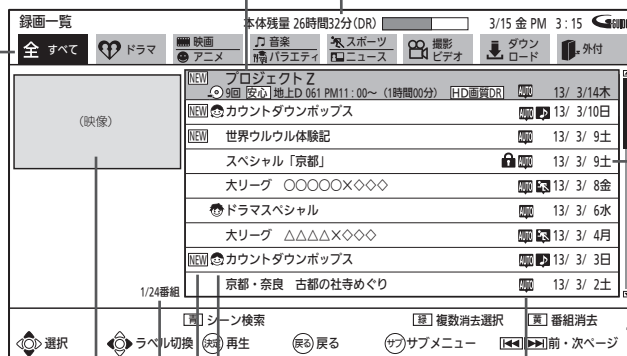 録画一覧 本体残量 26時間32分(DR) 3/15 金 PM 3:15
全 すべて ドラマ 映画 アニメ 音楽 バラエティ スポーツ ニュース 撮影ビデオ ダウンロード 外付
(映像)
NEW プロジェクトZ
9回 安心 地上D 061 PM11:00~ (1時間00分) HD画質DR AUTO 13/ 3/14木
NEW カウントダウンポップス AUTO 13/ 3/10日
NEW 世界ウルウル体験記 AUTO 13/ 3/ 9土
スペシャル「京都」 AUTO 13/ 3/ 9土
大リーグ ○○○○○×◇◇◇ AUTO 13/ 3/ 8金
ドラマスペシャル AUTO 13/ 3/ 6水
大リーグ △△△△×◇◇◇ AUTO 13/ 3/ 4月
NEW カウントダウンポップス AUTO 13/ 3/ 3日
京都・奈良 古都の社寺めぐり AUTO 13/ 3/ 2土
1/24番組
青 シーン検索 緑 複数消去選択 黄 番組消去
選択 ラベル切換 決定 再生 戻る 戻る サブ サブメニュー 前・次ページ